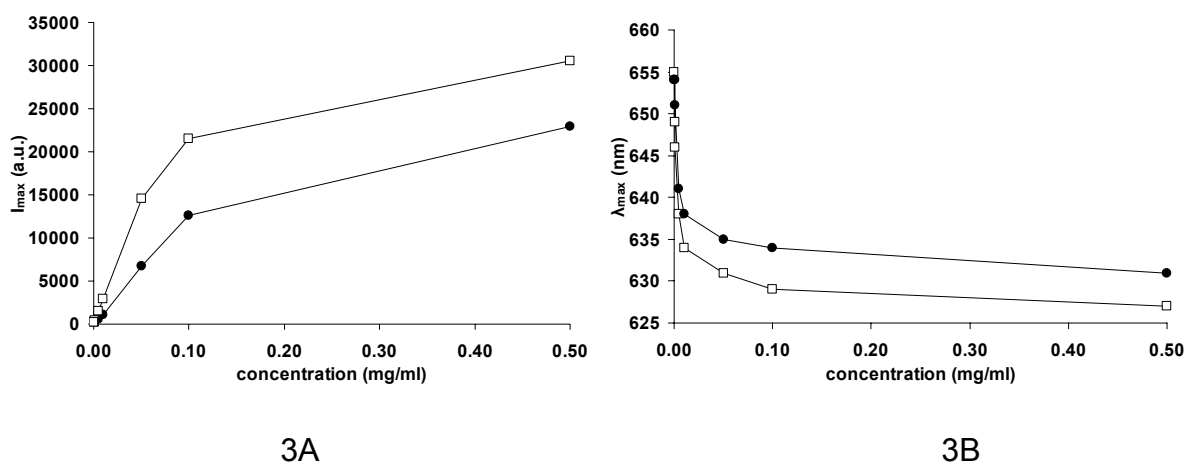 35000
30000
25000
20000
15000
10000
5000
0
I max (a.u.)
0.00 0.10 0.20 0.30 0.40 0.50
concentration (mg/ml)
3A
660
655
650
645
640
635
630
625
λmax (nm)
0.00 0.10 0.20 0.30 0.40 0.50
concentration (mg/ml)
3B